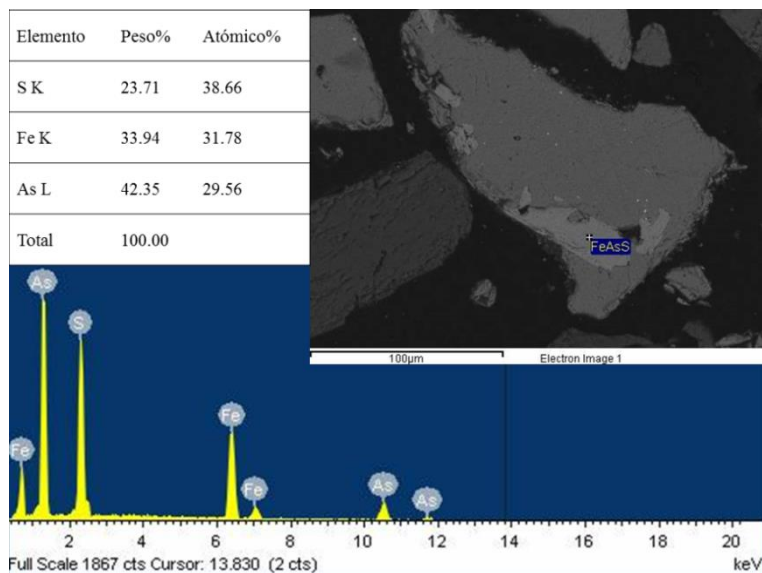 Elemento Peso% Atómico%
S K 23.71 38.66
Fe K 33.94 31.78
As L 42.35 29.56
Total 100.00
FeAsS
100µm Electron Image 1
As
S
Fe
Fe
Fe
As
As
2 4 6 8 10 12 14 16 18 20
Full Scale 1867 cts Cursor: 13.830 (2 cts) keV